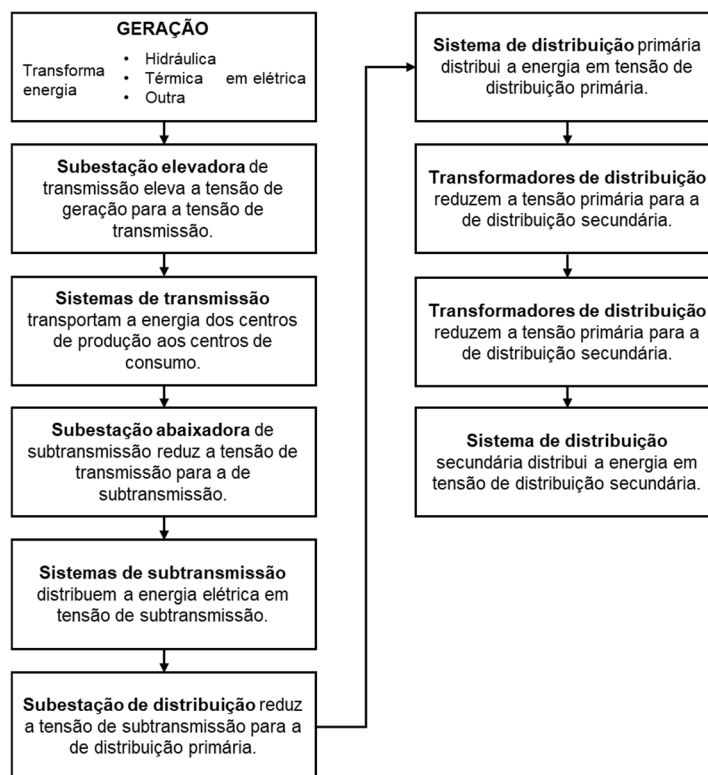 GERAÇÃO
Transforma energia
• Hidráulica
• Térmica em elétrica
• Outra
Subestação elevadora de
transmissão eleva a tensão de
geração para a tensão de
transmissão.
Sistemas de transmissão
transportam a energia dos centros
de produção aos centros de
consumo.
Subestação abaixadora de
subtransmissão reduz a tensão de
transmissão para a de
subtransmissão.
Sistemas de subtransmissão
distribuem a energia elétrica em
tensão de subtransmissão.
Subestação de distribuição reduz
a tensão de subtransmissão para a
de distribuição primária.
Sistema de distribuição primária
distribui a energia em tensão de
distribuição primária.
Transformadores de distribuição
reduzem a tensão primária para a
de distribuição secundária.
Transformadores de distribuição
reduzem a tensão primária para a
de distribuição secundária.
Sistema de distribuição
secundária distribui a energia em
tensão de distribuição secundária.